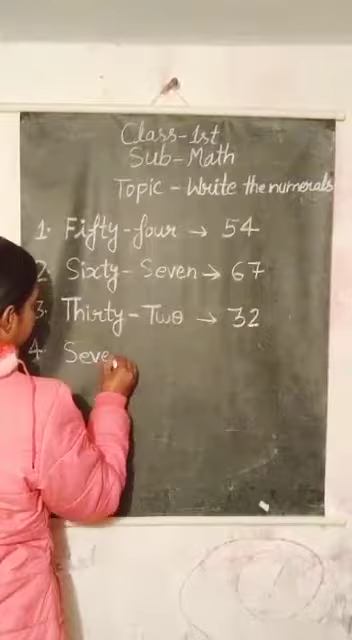 Class-1st
Sub-Math
Topic - Write the numerals
1. Fifty-four → 54
2. Sixty-Seven → 67
3. Thirty-Two → 32
4. Seve